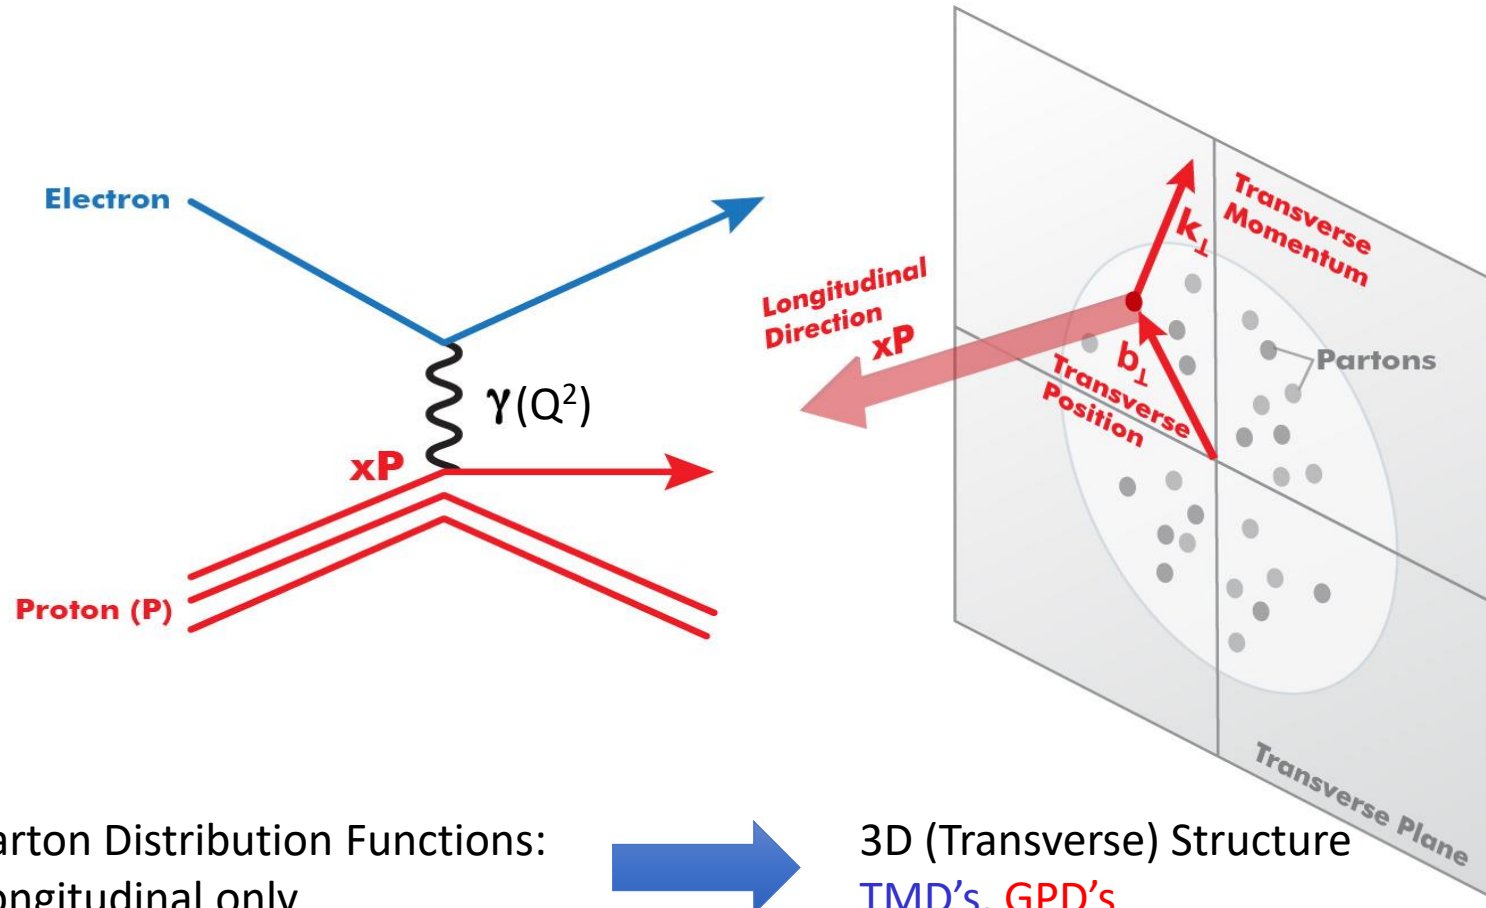 Electron
γ(Q²)
xP
Proton (P)
Longitudinal
Direction
xP
k⊥
Transverse
Momentum
b⊥
Transverse
Position
Partons
Transverse Plane
arton Distribution Functions:
ongitudinal only
3D (Transverse) Structure
TMD's, GPD's